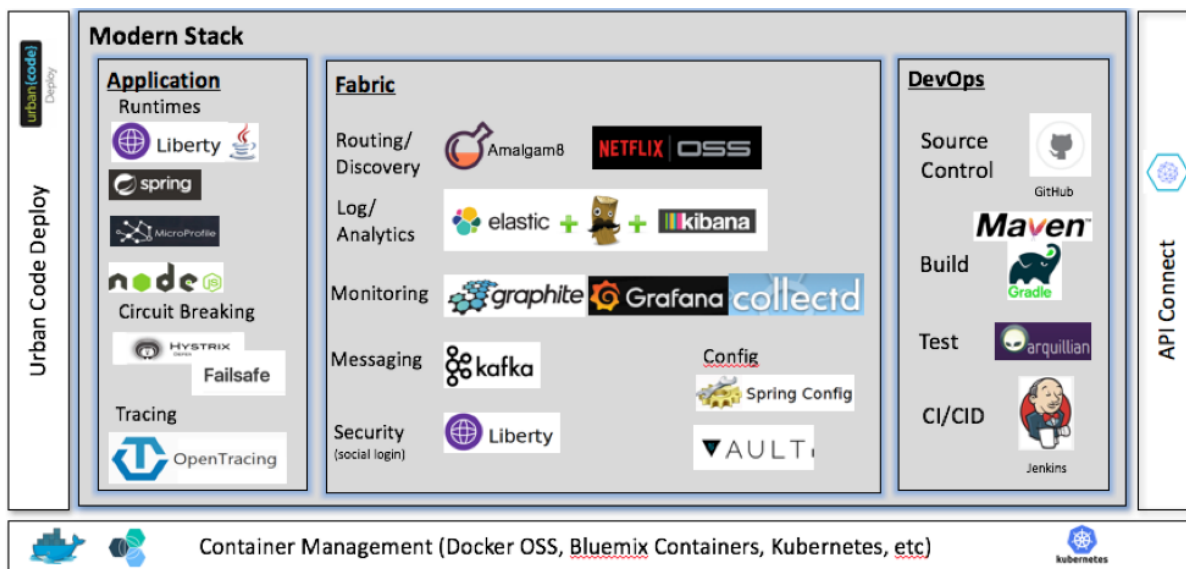 Modern Stack
urban{code}
Deploy
Urban Code Deploy
Application
Runtimes
Liberty
spring
MicroProfile
node
JS
Circuit Breaking
HYSTRIX
Failsafe
Tracing
OpenTracing
Fabric
Routing/
Discovery
Amalgam8
NETFLIX OSS
Log/
Analytics
elastic + + kibana
Monitoring
graphite
Grafana
collectd
Messaging
kafka
Config
Spring Config
Security
(social login)
Liberty
VAULT
DevOps
Source
Control
GitHub
Maven™
Build
Gradle
Test
arquillian
CI/CID
Jenkins
API Connect
Container Management (Docker OSS, Bluemix Containers, Kubernetes, etc)
kubernetes